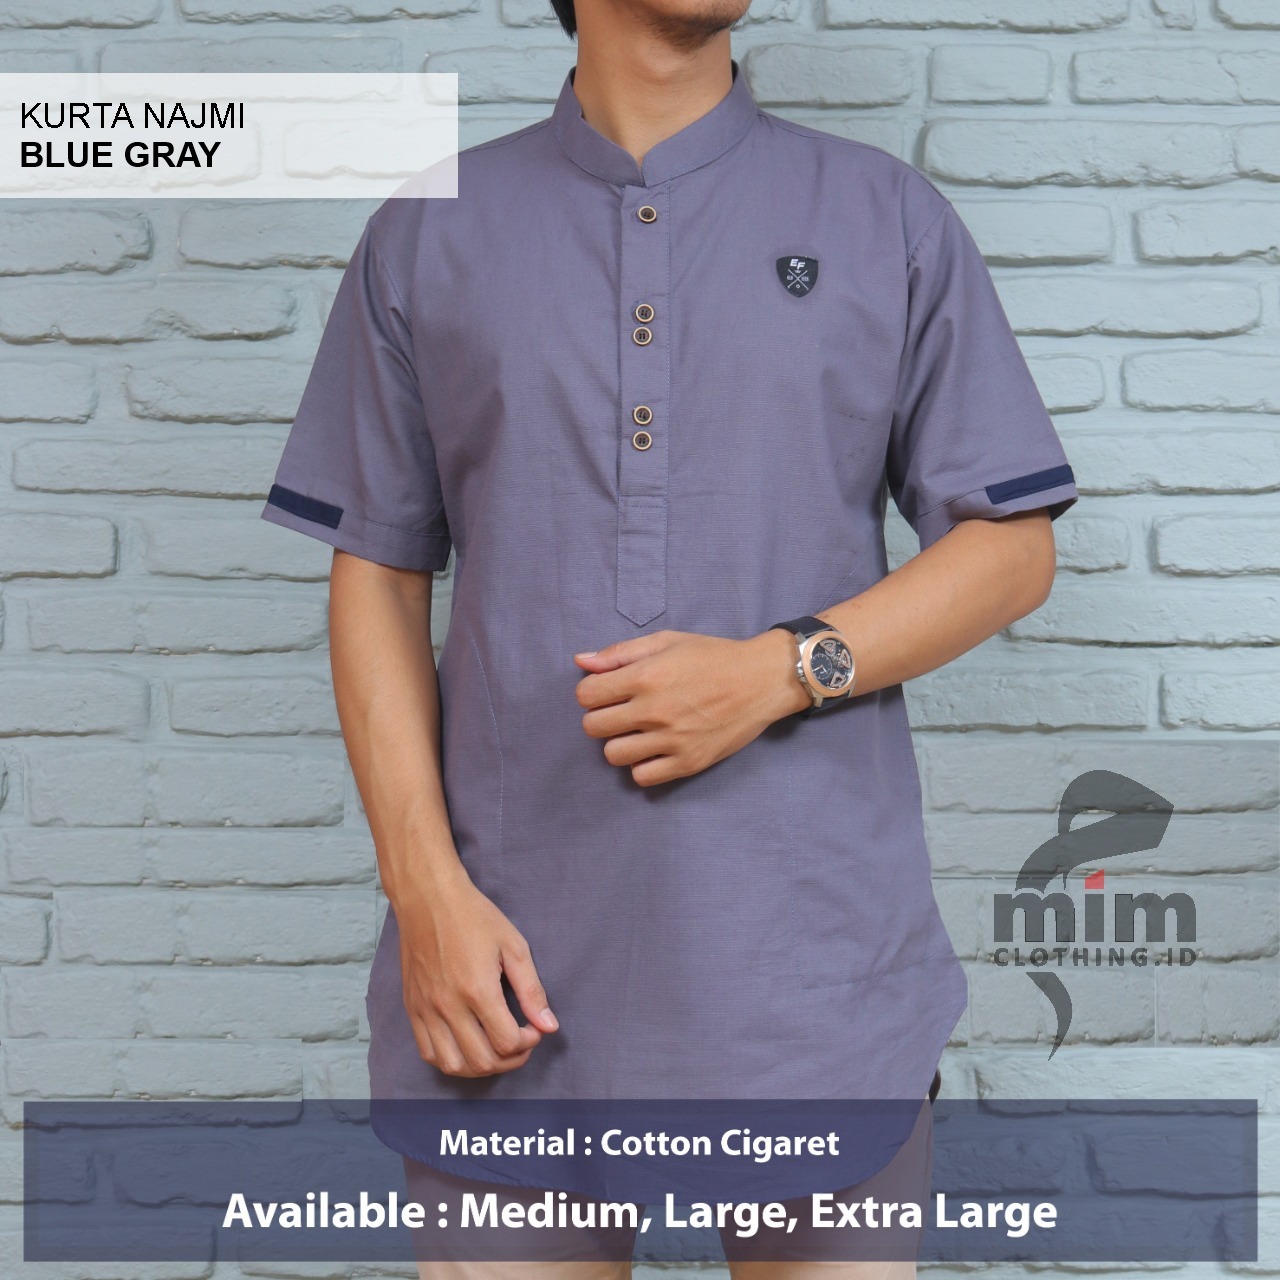 KURTA NAJMI
BLUE GRAY
EF
mim
CLOTHING.ID
Material : Cotton Cigaret
Available : Medium, Large, Extra Large